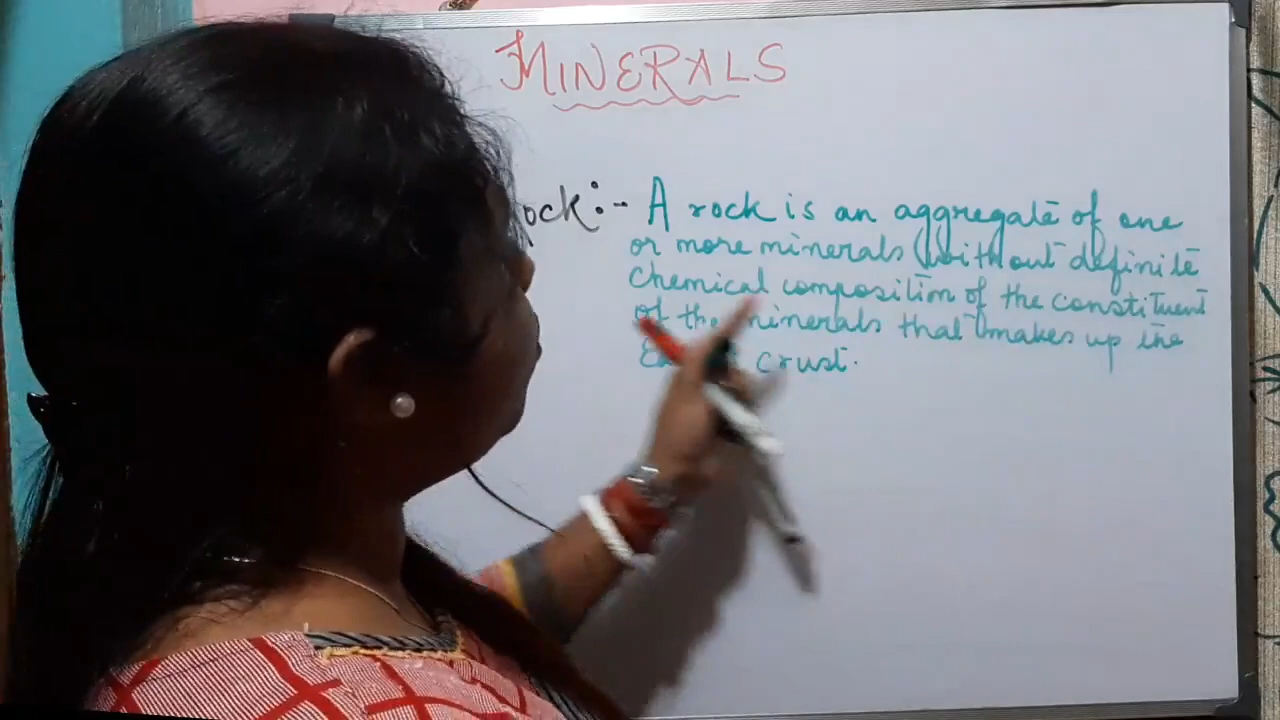 MINERALS
ock:- A rock is an aggregate of one
or more minerals without definite
chemical composition of the constituent
of the minerals that makes up the
crust.